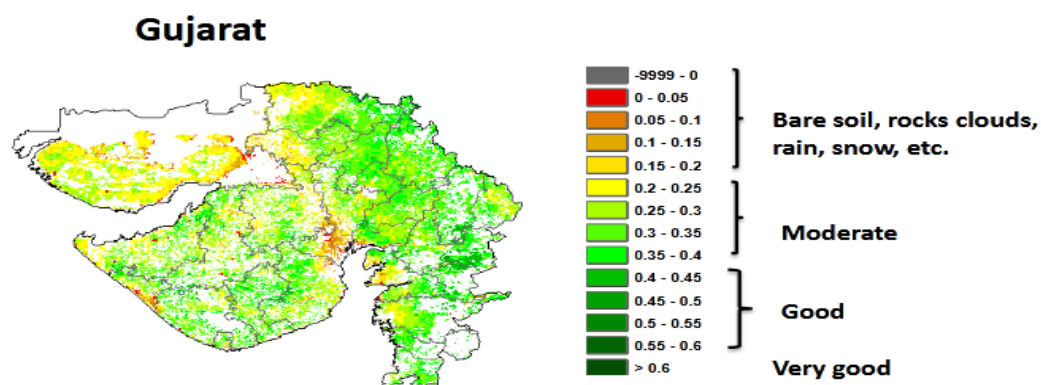 Gujarat
-9999 - 0
0 - 0.05
0.05 - 0.1
0.1 - 0.15
0.15 - 0.2
0.2 - 0.25
0.25 - 0.3
0.3 - 0.35
0.35 - 0.4
0.4 - 0.45
0.45 - 0.5
0.5 - 0.55
0.55 - 0.6
> 0.6
Bare soil, rocks clouds,
rain, snow, etc.
Moderate
Good
Very good